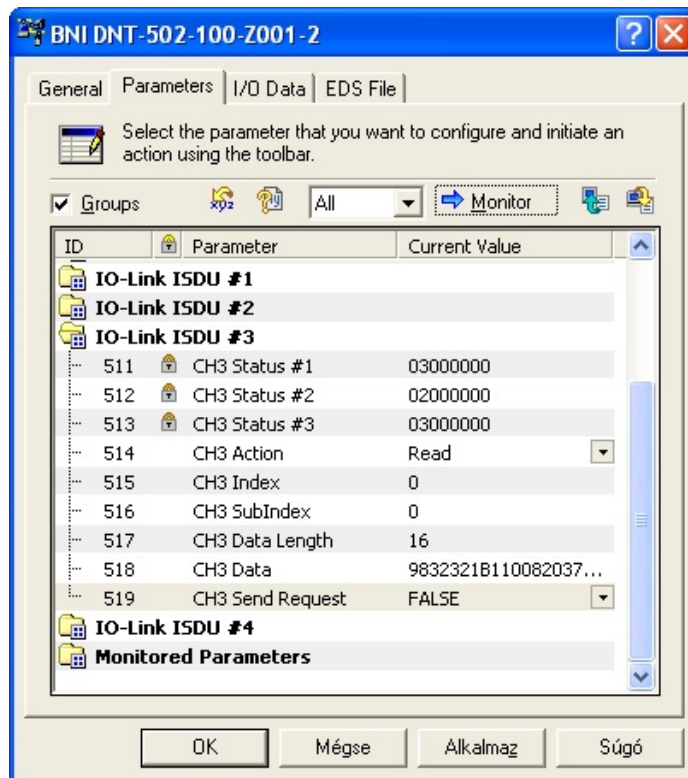 BNI DNT-502-100-Z001-2
General Parameters I/O Data EDS File
Select the parameter that you want to configure and initiate an
action using the toolbar.
Groups All Monitor
ID Parameter Current Value
IO-Link ISDU #1
IO-Link ISDU #2
IO-Link ISDU #3
511 CH3 Status #1 03000000
512 CH3 Status #2 02000000
513 CH3 Status #3 03000000
514 CH3 Action Read
515 CH3 Index 0
516 CH3 SubIndex 0
517 CH3 Data Length 16
518 CH3 Data 9832321B110082037...
519 CH3 Send Request FALSE
IO-Link ISDU #4
Monitored Parameters
OK Mégse Alkalmaz Súgó